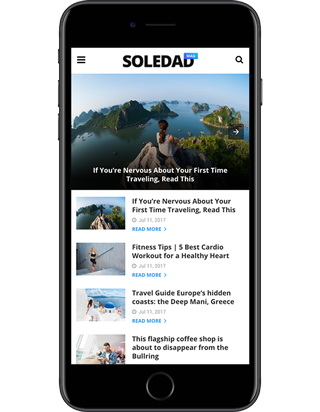 SOLEDAD
MAG
If You're Nervous About Your First Time
Traveling, Read This
If You're Nervous About Your
First Time Traveling, Read This
Jul 11, 2017
READ MORE
Fitness Tips | 5 Best Cardio
Workout for a Healthy Heart
Jul 11, 2017
READ MORE
Travel Guide Europe's hidden
coasts: the Deep Mani, Greece
Jul 11, 2017
READ MORE
This flagship coffee shop is
about to disappear from the
Bullring